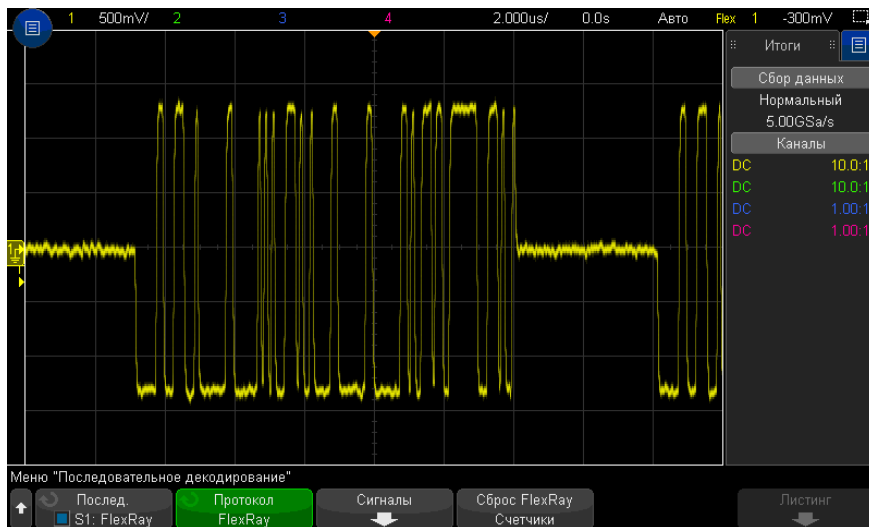 1 500mV/ 2 3 4 2.000us/ 0.0s Авто Flex 1 -300mV
Итоги
Сбор данных
Нормальный
5.00GSa/s
Каналы
DC 10.0:1
DC 10.0:1
DC 1.00:1
DC 1.00:1
1
Меню "Последовательное декодирование"
Послед.
S1: FlexRay
Протокол
FlexRay
Сигналы
Сброс FlexRay
Счетчики
Листинг